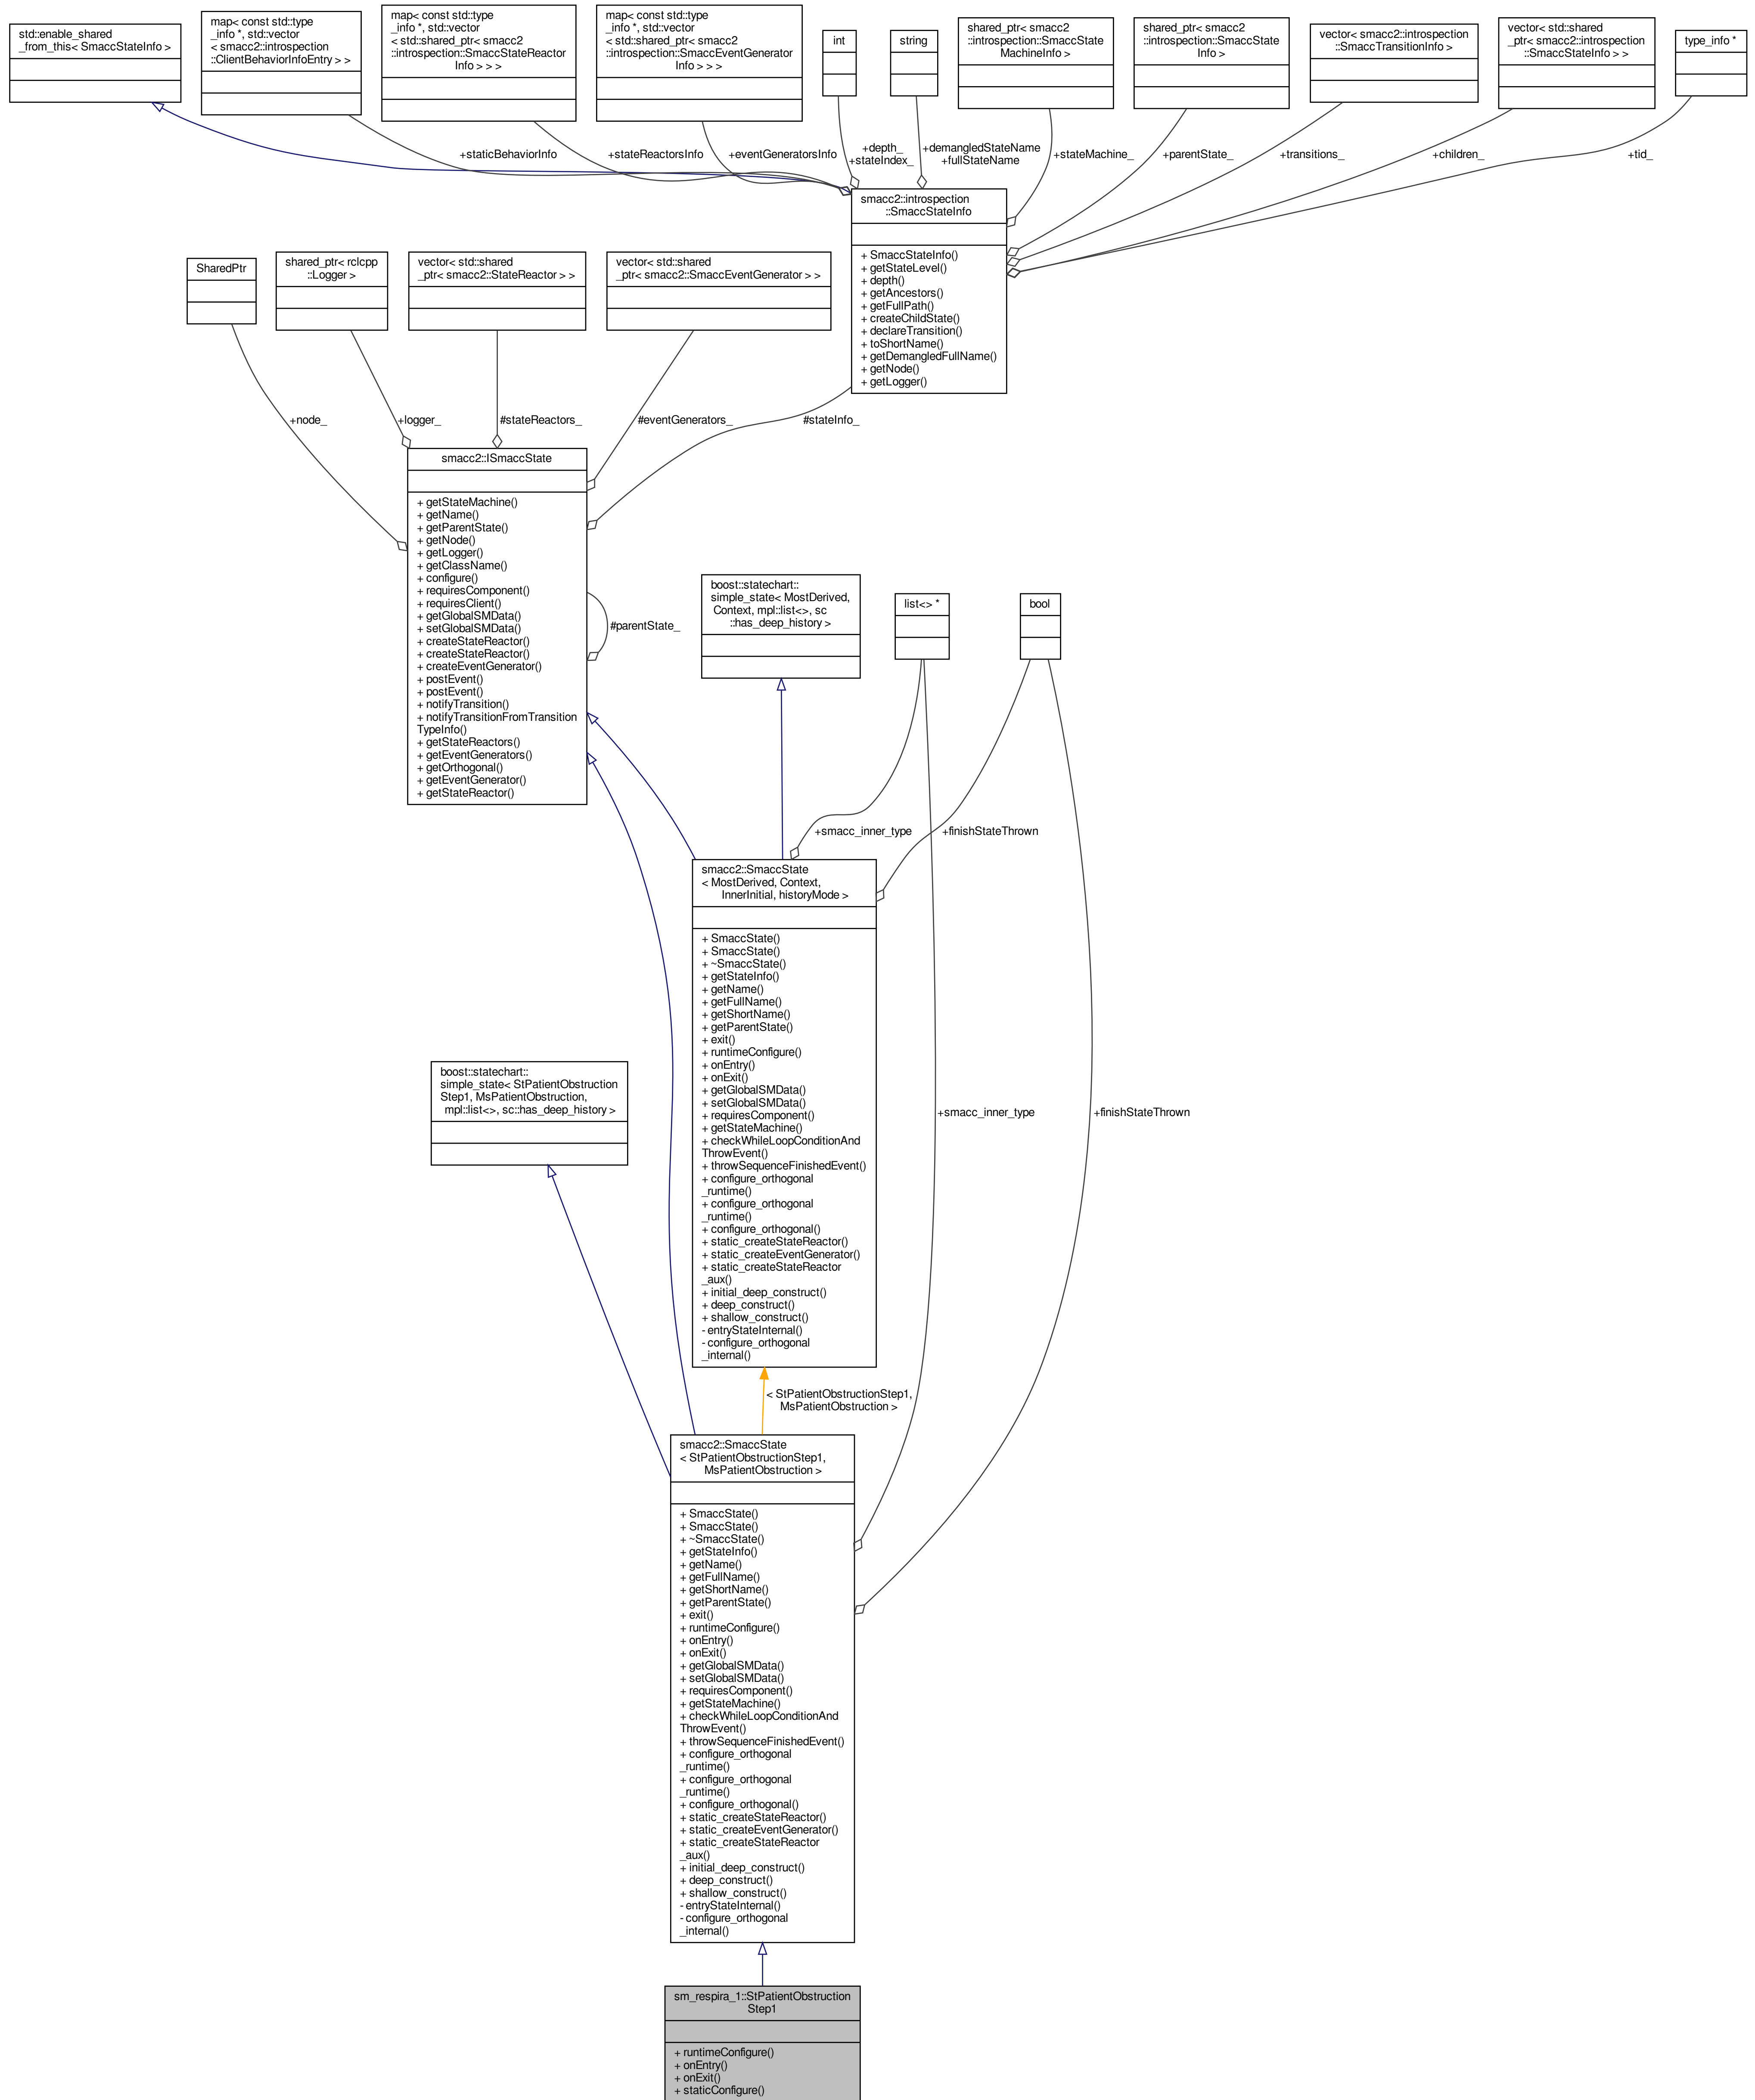 std::enable_shared
_from_this< SmaccStateInfo >
map< const std::type
_info *, std::vector
< smacc2::introspection
::ClientBehaviorInfoEntry > >
map< const std::type
_info *, std::vector
< std::shared_ptr< smacc2
::introspection::SmaccStateReactor
Info > > >
map< const std::type
_info *, std::vector
< std::shared_ptr< smacc2
::introspection::SmaccEventGenerator
Info > > >
int
string
shared_ptr< smacc2
::introspection::SmaccState
MachineInfo >
shared_ptr< smacc2
::introspection::SmaccState
Info >
vector< smacc2::introspection
::SmaccTransitionInfo >
vector< std::shared
_ptr< smacc2::introspection
::SmaccStateInfo > >
type_info *
+staticBehaviorInfo
+stateReactorsInfo
+eventGeneratorsInfo
+depth_
+stateIndex_
+demangledStateName
+fullStateName
+stateMachine_
+parentState_
+transitions_
+children_
+tid_
smacc2::introspection
::SmaccStateInfo
+ SmaccStateInfo()
+ getStateLevel()
+ depth()
+ getAncestors()
+ getFullPath()
+ createChildState()
+ declareTransition()
+ toShortName()
+ getDemangledFullName()
+ getNode()
+ getLogger()
SharedPtr
shared_ptr< rclcpp
::Logger >
vector< std::shared
_ptr< smacc2::StateReactor > >
vector< std::shared
_ptr< smacc2::SmaccEventGenerator > >
+node_
+logger_
#stateReactors_
#eventGenerators_
#stateInfo_
smacc2::ISmaccState
+ getStateMachine()
+ getName()
+ getParentState()
+ getNode()
+ getLogger()
+ getClassName()
+ configure()
+ requiresComponent()
+ requiresClient()
+ getGlobalSMData()
+ setGlobalSMData()
+ createStateReactor()
+ createStateReactor()
+ createEventGenerator()
+ postEvent()
+ postEvent()
+ notifyTransition()
+ notifyTransitionFromTransition
TypeInfo()
+ getStateReactors()
+ getEventGenerators()
+ getOrthogonal()
+ getEventGenerator()
+ getStateReactor()
#parentState_
boost::statechart::
simple_state< MostDerived,
Context, mpl::list<>, sc
::has_deep_history >
list<> *
bool
+smacc_inner_type
+finishStateThrown
smacc2::SmaccState
< MostDerived, Context,
InnerInitial, historyMode >
+ SmaccState()
+ SmaccState()
+ ~SmaccState()
+ getStateInfo()
+ getName()
+ getFullName()
+ getShortName()
+ getParentState()
+ exit()
+ runtimeConfigure()
+ onEntry()
+ onExit()
+ getGlobalSMData()
+ setGlobalSMData()
+ requiresComponent()
+ getStateMachine()
+ checkWhileLoopConditionAnd
ThrowEvent()
+ throwSequenceFinishedEvent()
+ configure_orthogonal
_runtime()
+ configure_orthogonal
_runtime()
+ configure_orthogonal()
+ static_createStateReactor()
+ static_createEventGenerator()
+ static_createStateReactor
_aux()
+ initial_deep_construct()
+ deep_construct()
+ shallow_construct()
- entryStateInternal()
- configure_orthogonal
_internal()
boost::statechart::
simple_state< StPatientObstruction
Step1, MsPatientObstruction,
mpl::list<>, sc::has_deep_history >
+smacc_inner_type
+finishStateThrown
< StPatientObstructionStep1,
MsPatientObstruction >
smacc2::SmaccState
< StPatientObstructionStep1,
MsPatientObstruction >
+ SmaccState()
+ SmaccState()
+ ~SmaccState()
+ getStateInfo()
+ getName()
+ getFullName()
+ getShortName()
+ getParentState()
+ exit()
+ runtimeConfigure()
+ onEntry()
+ onExit()
+ getGlobalSMData()
+ setGlobalSMData()
+ requiresComponent()
+ getStateMachine()
+ checkWhileLoopConditionAnd
ThrowEvent()
+ throwSequenceFinishedEvent()
+ configure_orthogonal
_runtime()
+ configure_orthogonal
_runtime()
+ configure_orthogonal()
+ static_createStateReactor()
+ static_createEventGenerator()
+ static_createStateReactor
_aux()
+ initial_deep_construct()
+ deep_construct()
+ shallow_construct()
- entryStateInternal()
- configure_orthogonal
_internal()
sm_respira_1::StPatientObstruction
Step1
+ runtimeConfigure()
+ onEntry()
+ onExit()
+ staticConfigure()